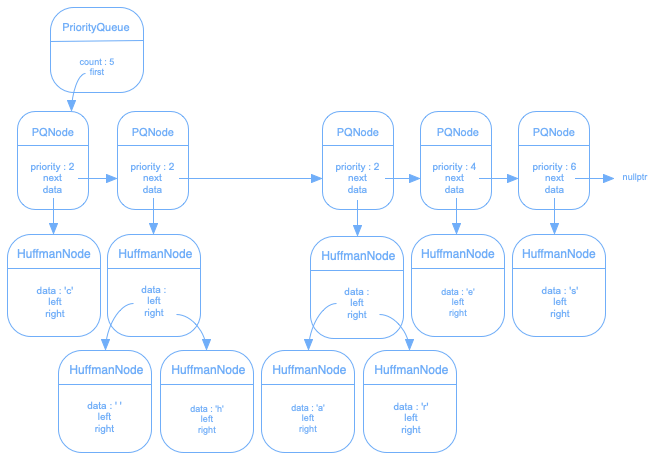 PriorityQueue
count : 5
first
PQNode
priority : 2
next
data
PQNode
priority : 2
next
data
PQNode
priority : 2
next
data
PQNode
priority : 4
next
data
PQNode
priority : 6
next
data
nullptr
HuffmanNode
data : 'c'
left
right
HuffmanNode
data :
left
right
HuffmanNode
data :
left
right
HuffmanNode
data : 'e'
left
right
HuffmanNode
data : 's'
left
right
HuffmanNode
data : ' '
left
right
HuffmanNode
data : 'h'
left
right
HuffmanNode
data : 'a'
left
right
HuffmanNode
data : 'r'
left
right